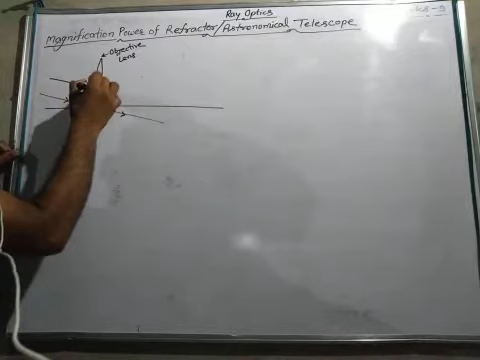 Ray Optics
Magnification Power of Refractor/Astronomical Telescope
Objective
Lens